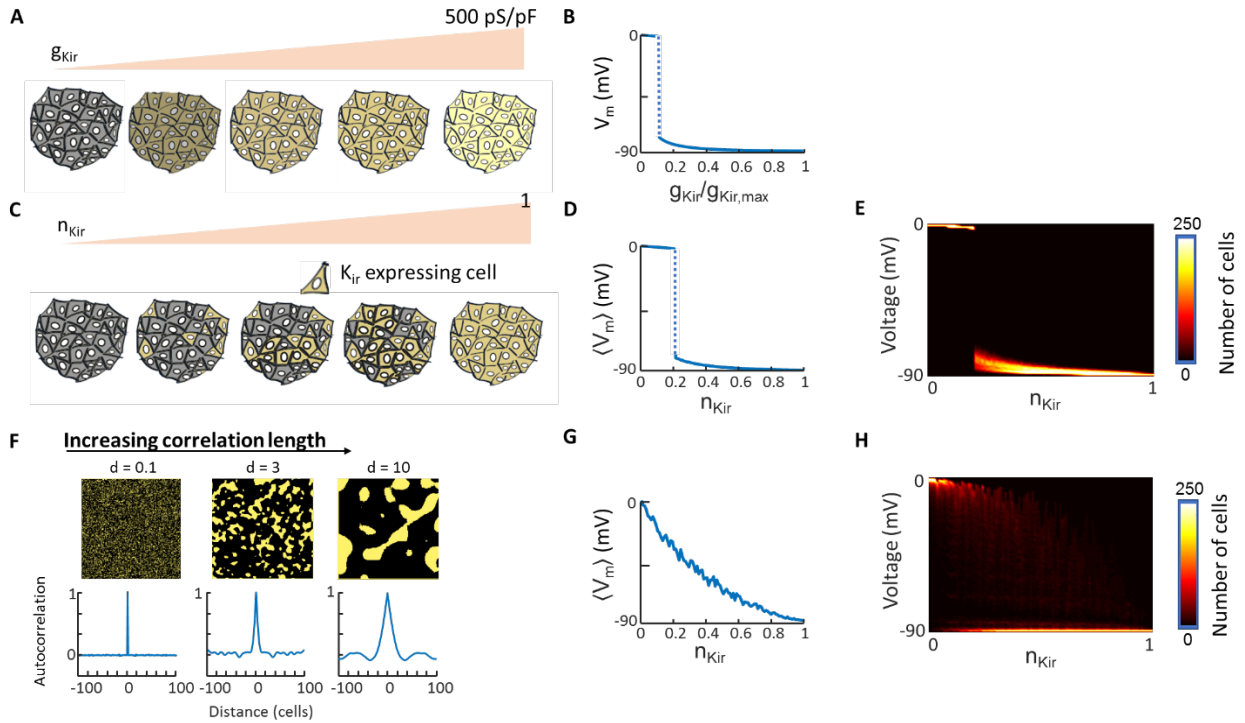 A
500 pS/pF
gKir
B
0
Vm (mV)
-90
0 0.2 0.4 0.6 0.8 1
gKir/gKir,max
C
1
nKir
Kir expressing cell
D
0
⟨Vm⟩ (mV)
-90
0 0.2 0.4 0.6 0.8 1
nKir
E
0
Voltage (mV)
-90
0 1
nKir
250
0
Number of cells
F
Increasing correlation length
d = 0.1 d = 3 d = 10
1 1 1
0
Autocorrelation
-100 0 100 -100 0 100 -100 0 100
Distance (cells)
G
0
⟨Vm⟩ (mV)
-90
0 0.2 0.4 0.6 0.8 1
nKir
H
0
Voltage (mV)
-90
0 1
nKir
250
0
Number of cells